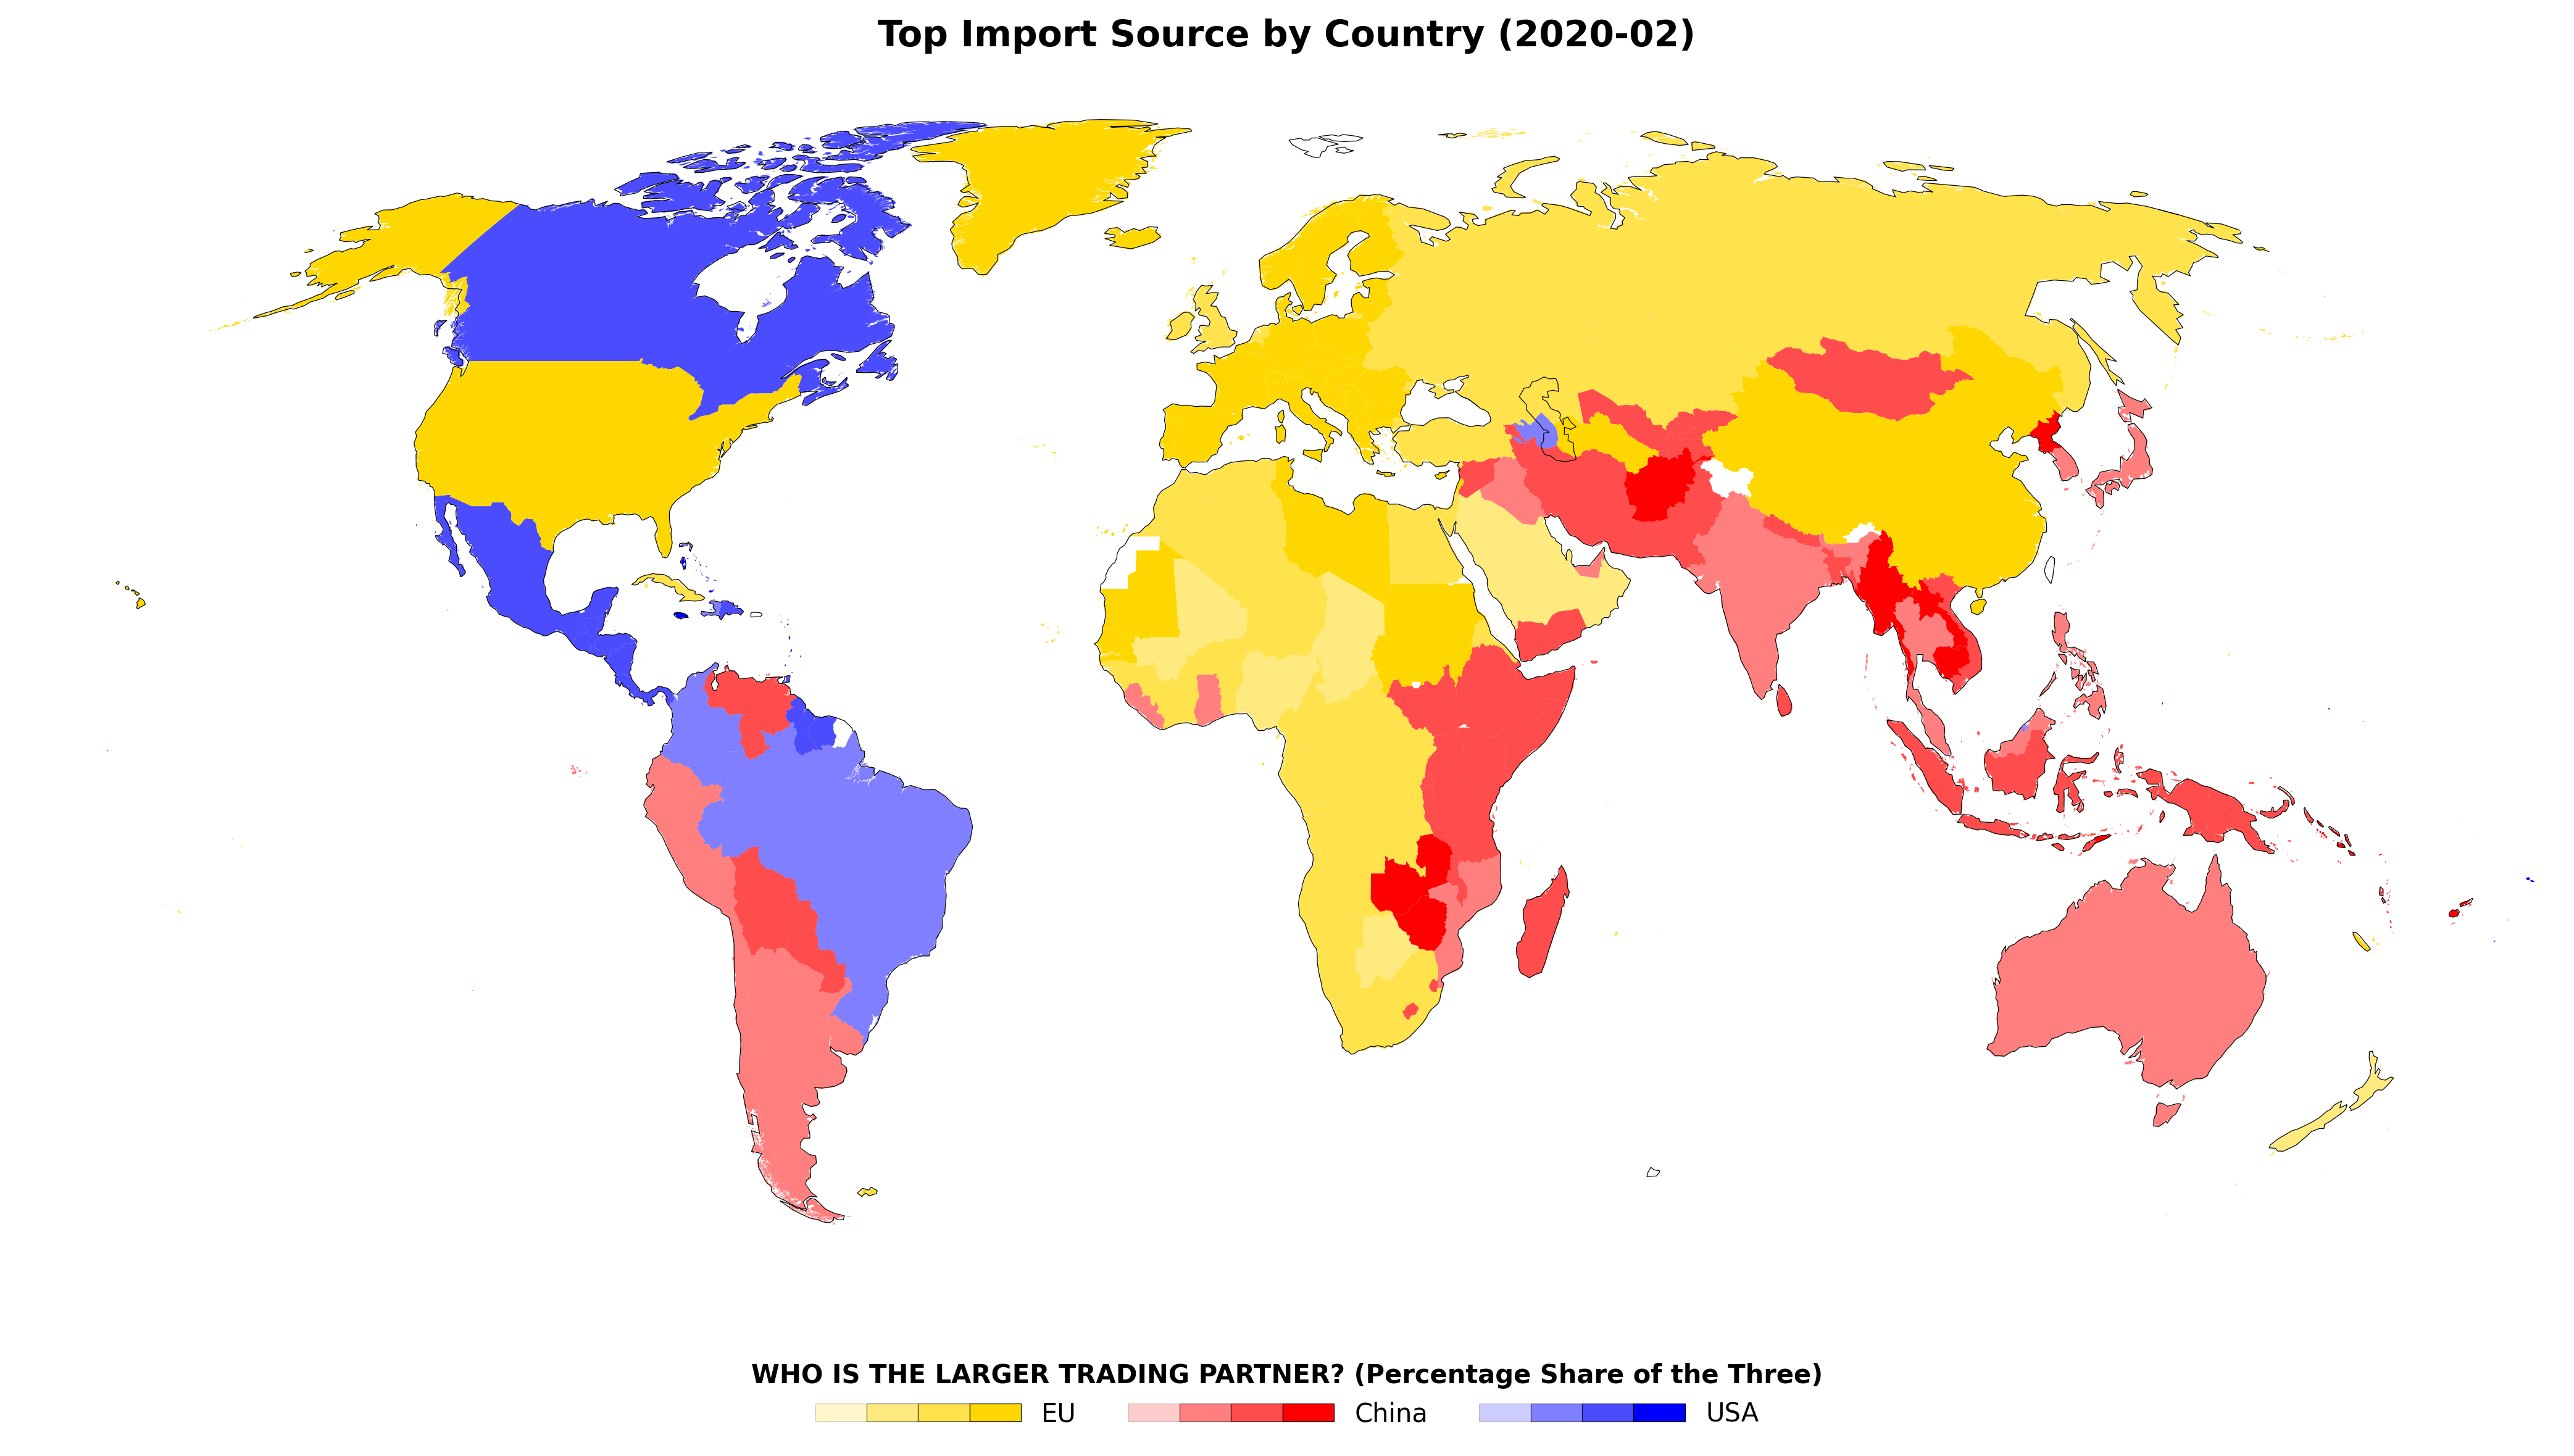 Top Import Source by Country (2020-02)
WHO IS THE LARGER TRADING PARTNER? (Percentage Share of the Three)
EU China USA